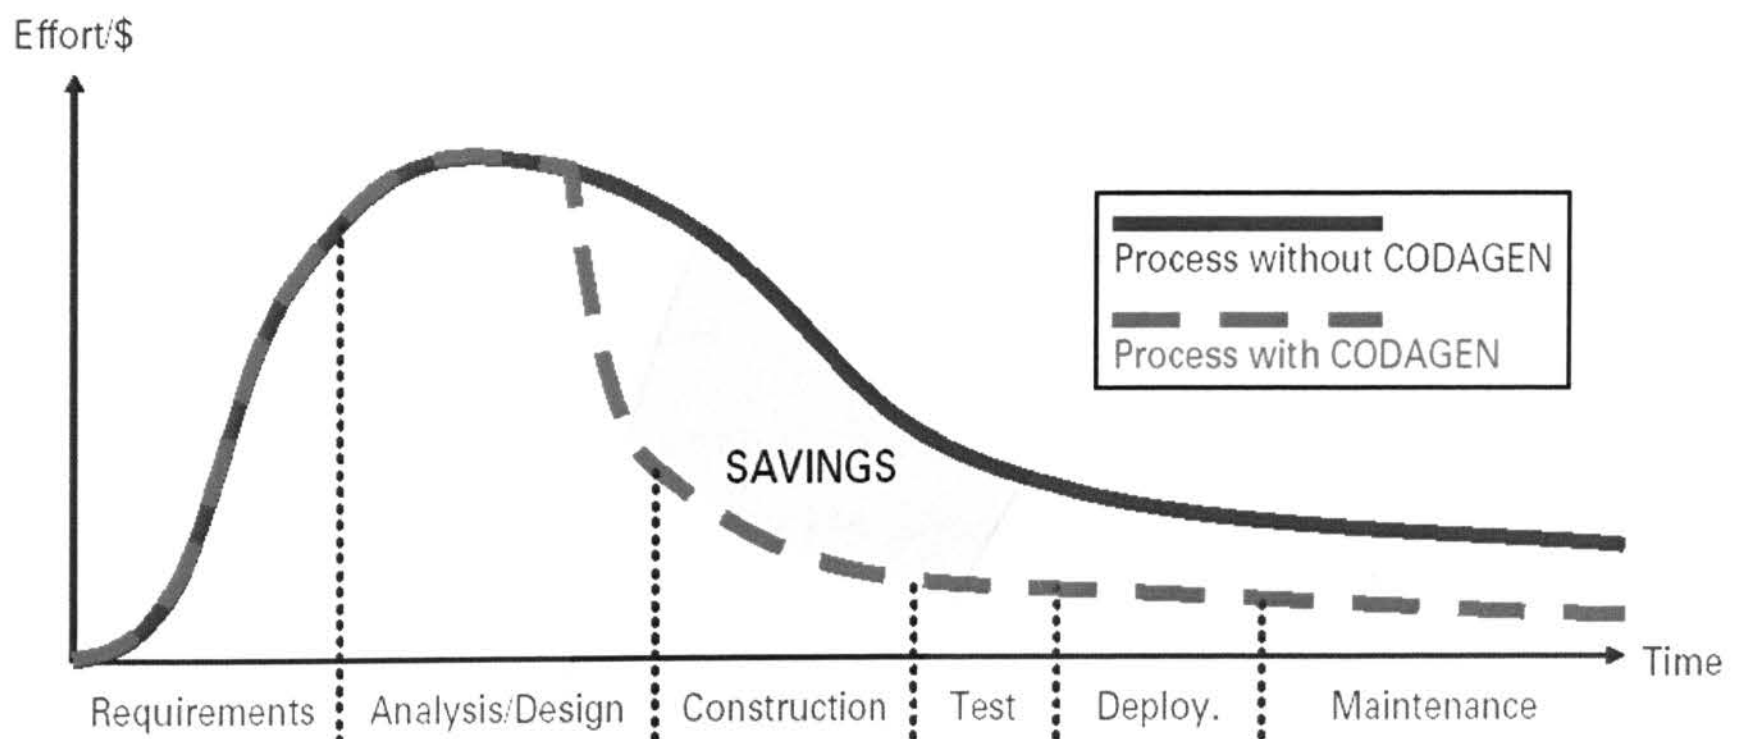 Effort/$
Process without CODAGEN
Process with CODAGEN
SAVINGS
Time
Requirements
Analysis/Design
Construction
Test
Deploy.
Maintenance